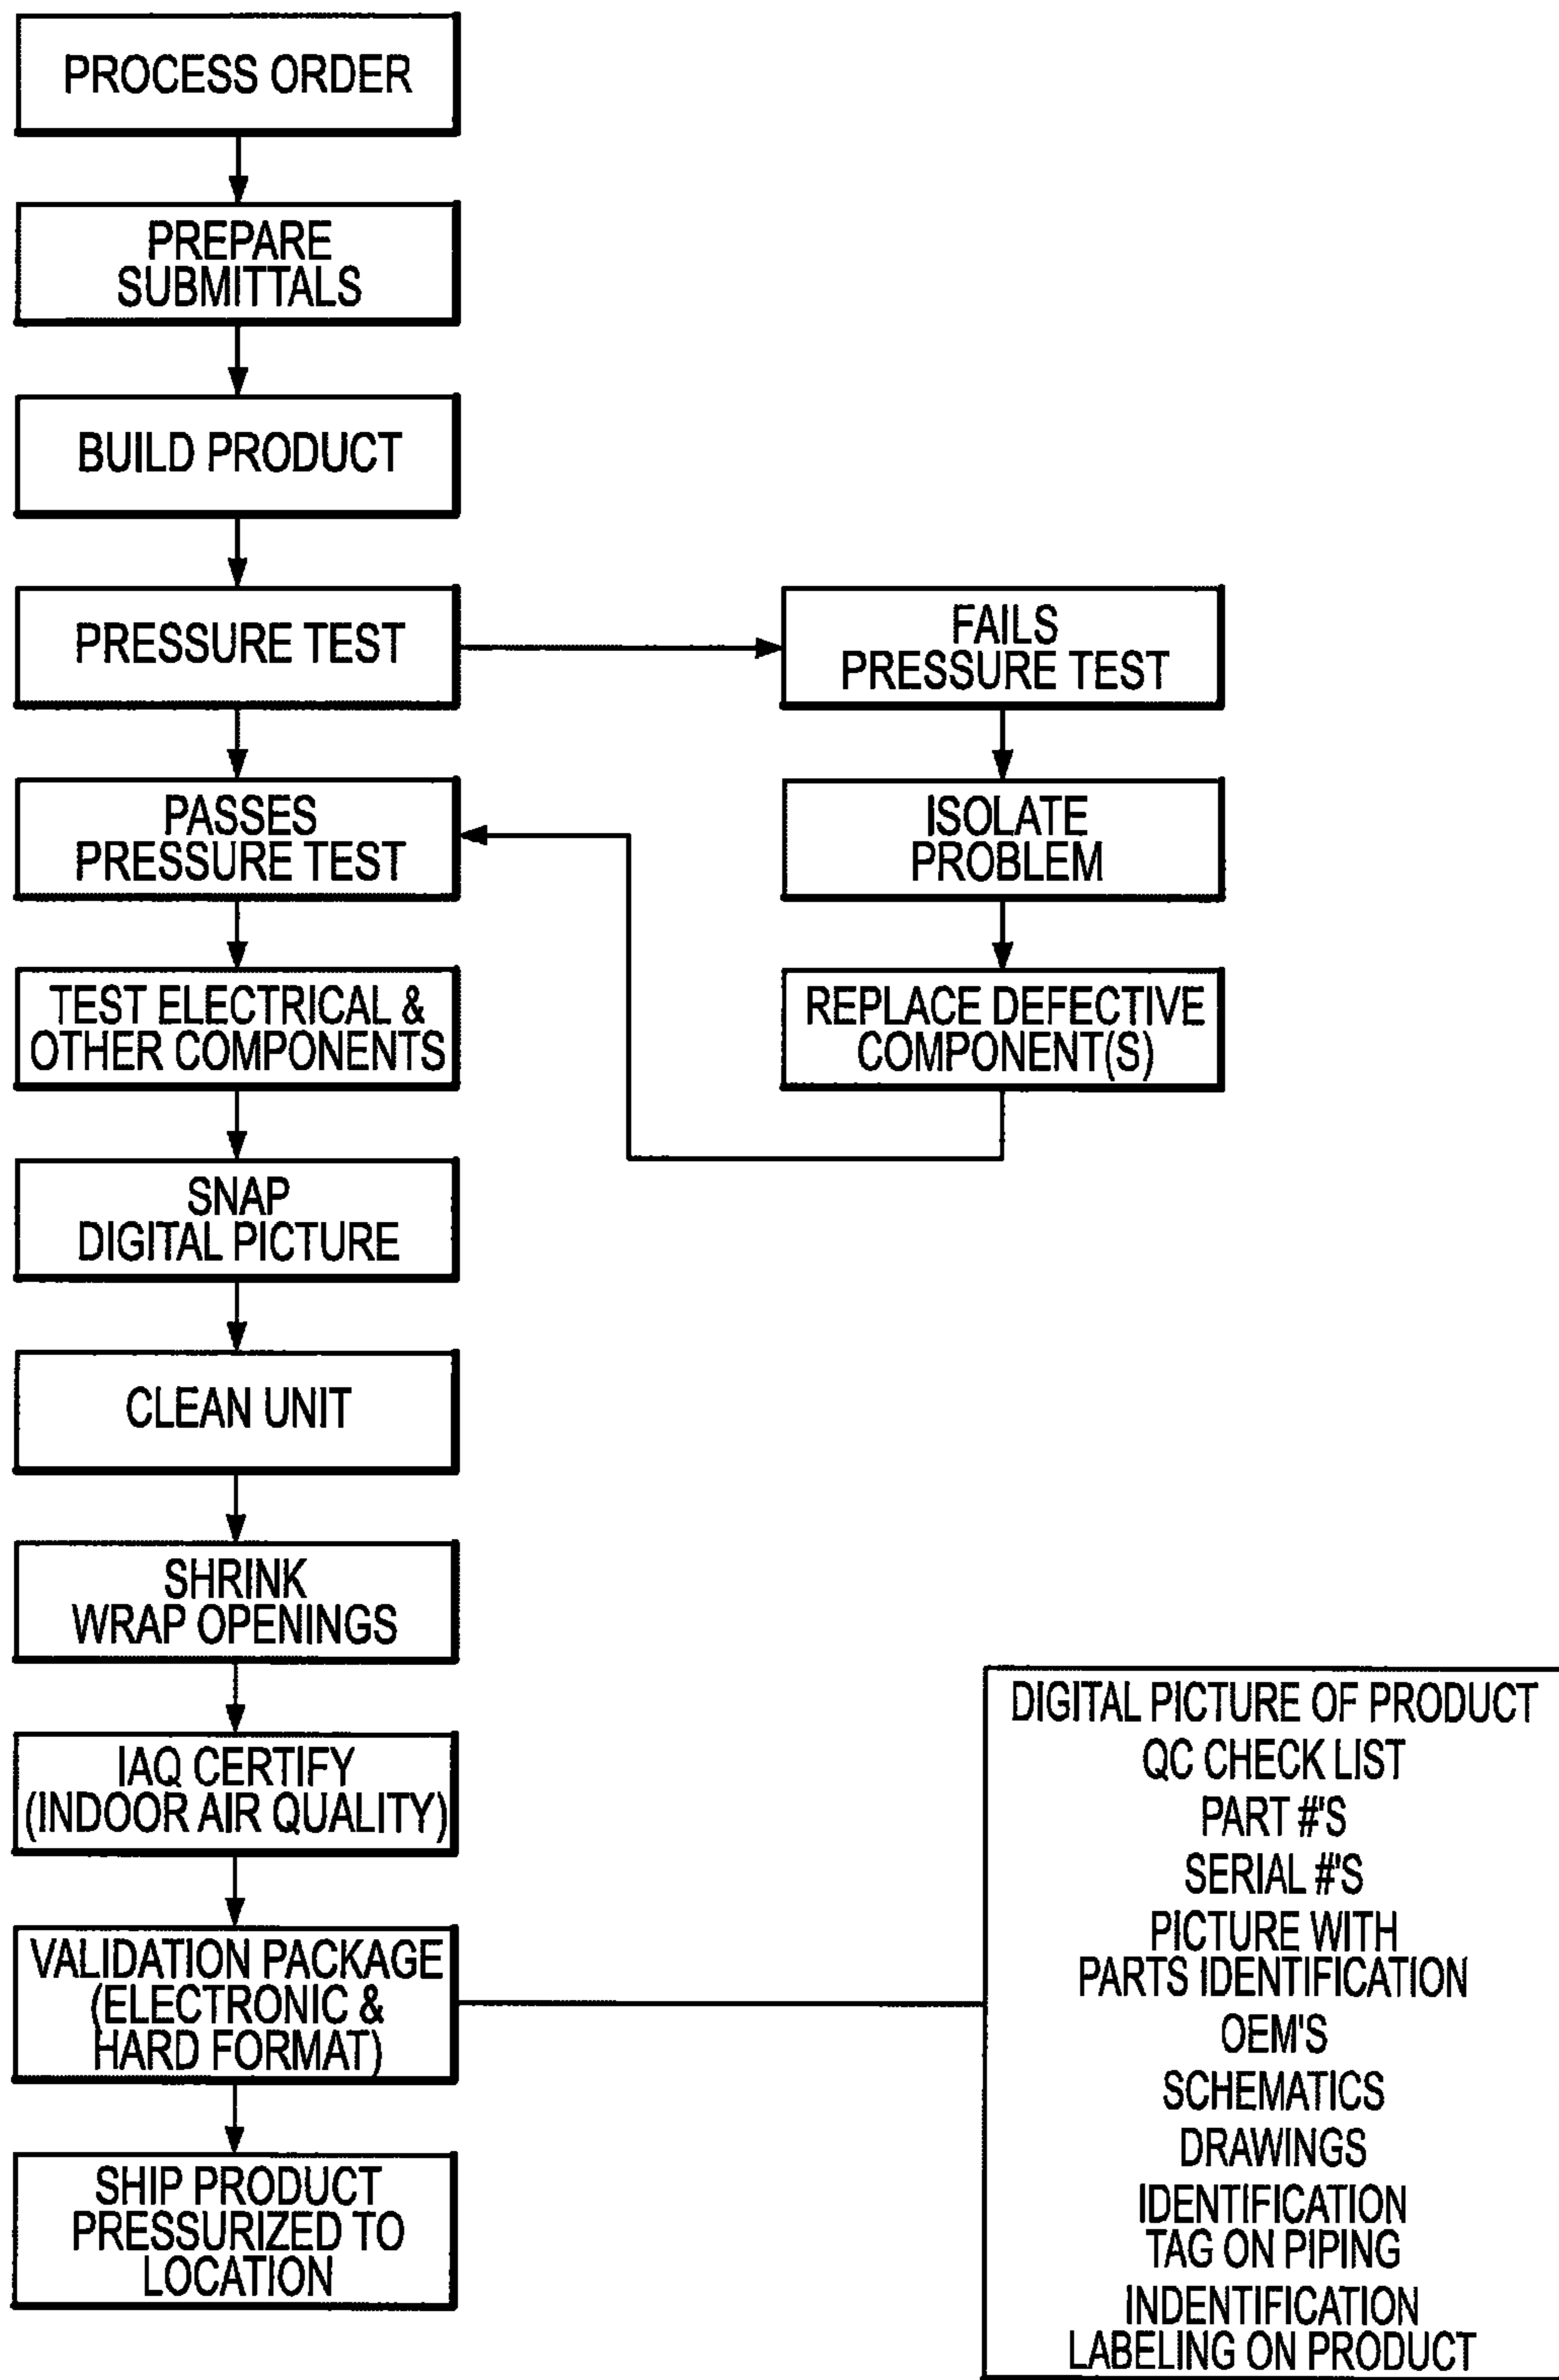 PROCESS ORDER
PREPARE
SUBMITTALS
BUILD PRODUCT
PRESSURE TEST
FAILS
PRESSURE TEST
PASSES
PRESSURE TEST
ISOLATE
PROBLEM
TEST ELECTRICAL &
OTHER COMPONENTS
REPLACE DEFECTIVE
COMPONENT(S)
SNAP
DIGITAL PICTURE
CLEAN UNIT
SHRINK
WRAP OPENINGS
IAQ CERTIFY
(INDOOR AIR QUALITY)
VALIDATION PACKAGE
(ELECTRONIC &
HARD FORMAT)
SHIP PRODUCT
PRESSURIZED TO
LOCATION
DIGITAL PICTURE OF PRODUCT
QC CHECK LIST
PART #'S
SERIAL #'S
PICTURE WITH
PARTS IDENTIFICATION
OEM'S
SCHEMATICS
DRAWINGS
IDENTIFICATION
TAG ON PIPING
INDENTIFICATION
LABELING ON PRODUCT